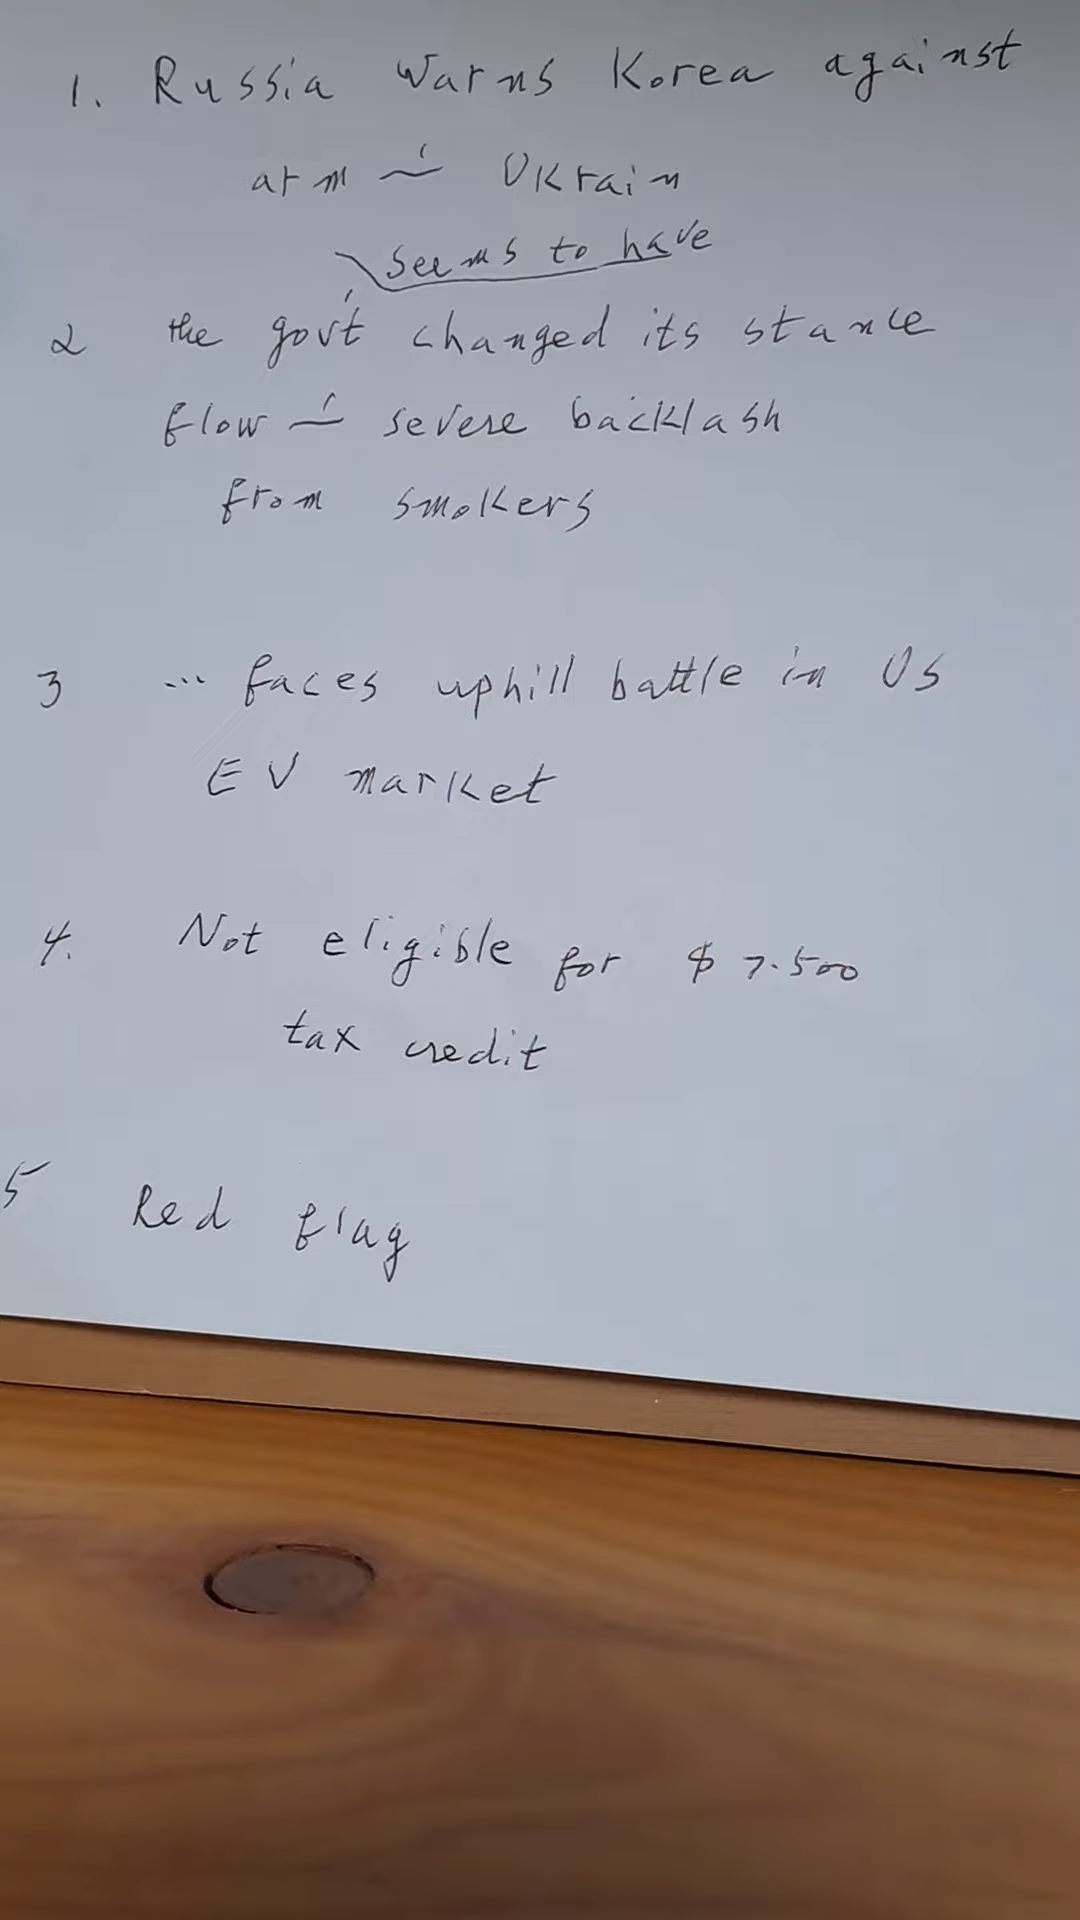 1. Russia warns Korea against
arm ∸ Ukrain
seems to have
2 the gov't changed its stance
flow ∸ severe backlash
from smokers
3 ... faces uphill battle in US
EV market
4. Not eligible for $ 7.500
tax credit
5 Red flag